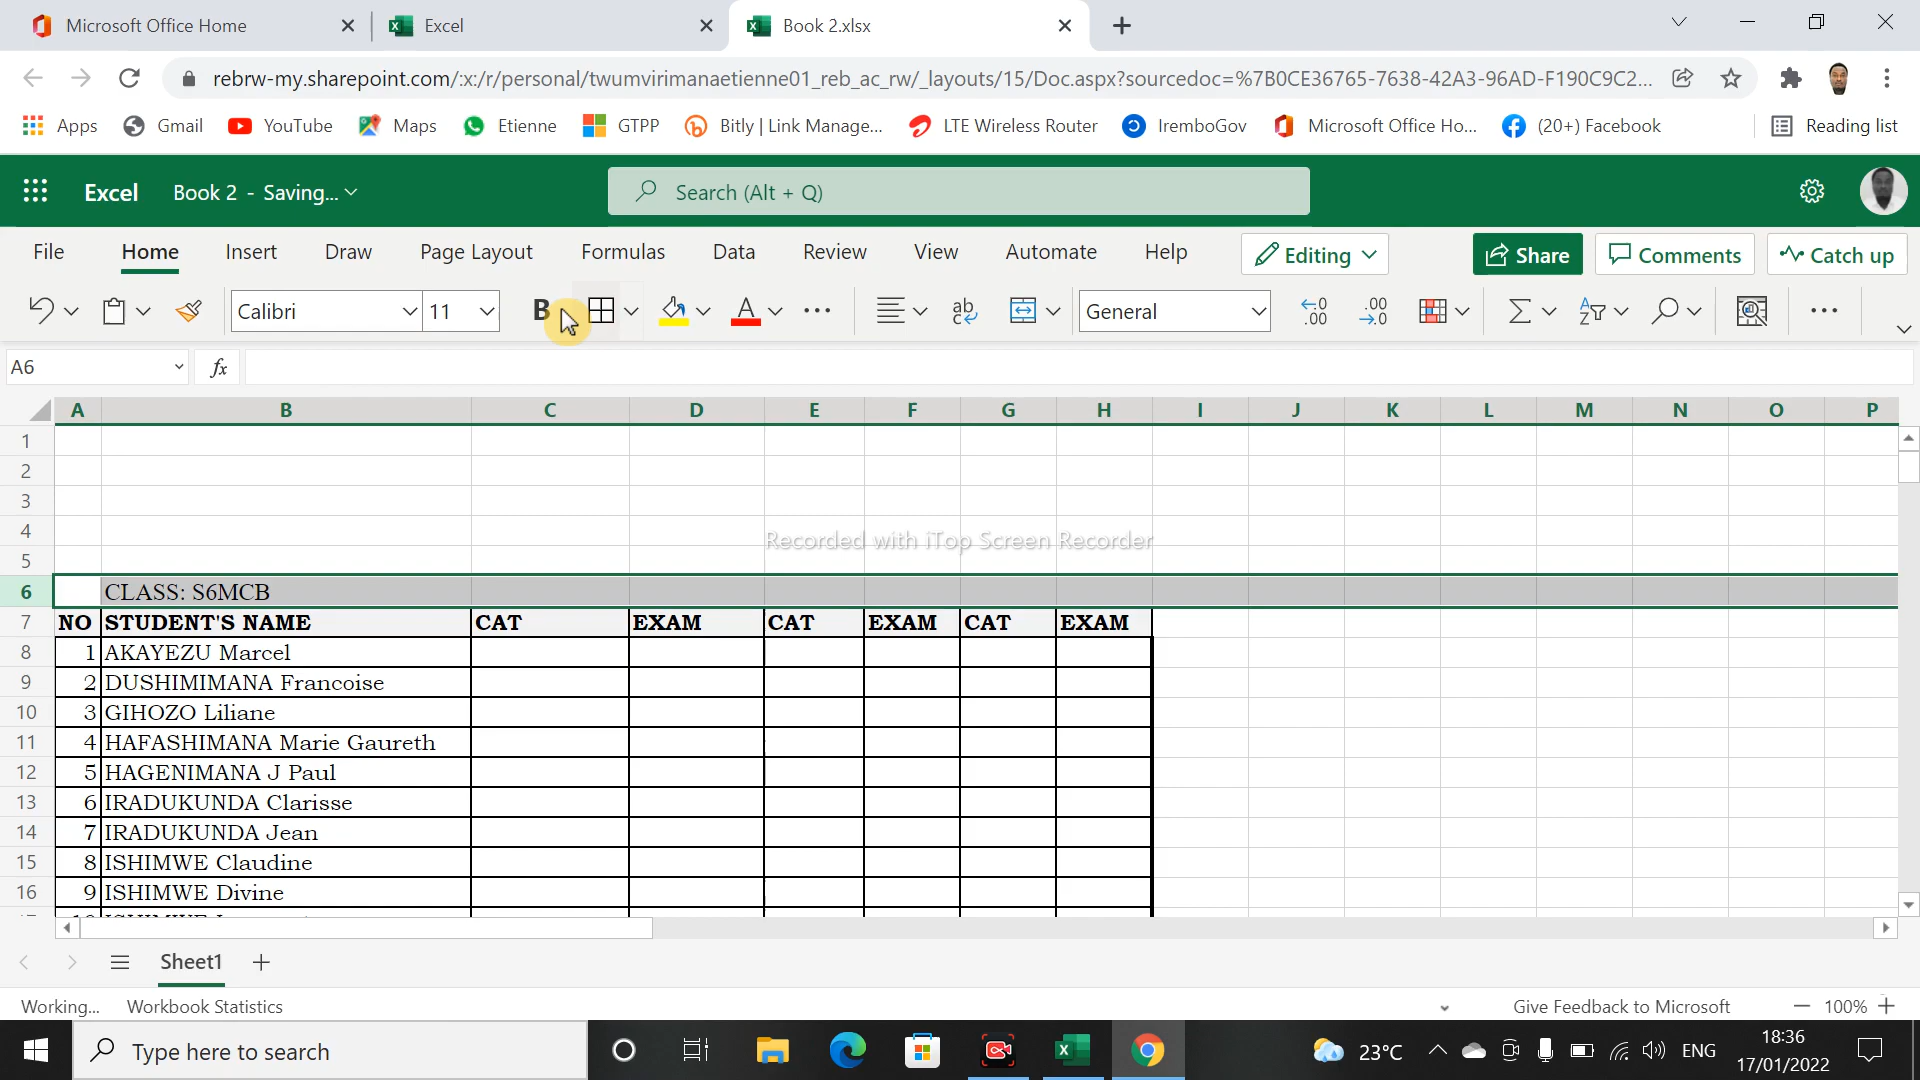 Microsoft Office Home
Excel
Book 2.xlsx
rebrw-my.sharepoint.com/:x:/r/personal/twumvirimanaetienne01_reb_ac_rw/_layouts/15/Doc.aspx?sourcedoc=%7B0CE36765-7638-42A3-96AD-F190C9C2...
Apps Gmail YouTube Maps Etienne GTPP Bitly | Link Manage... LTE Wireless Router IremboGov Microsoft Office Ho... (20+) Facebook Reading list
Excel Book 2 - Saving... Search (Alt + Q)
File Home Insert Draw Page Layout Formulas Data Review View Automate Help Editing Share Comments Catch up
Calibri 11 B A ab General
A6 fx
A B C D E F G H I J K L M N O P
1
2
3
4
Recorded with iTop Screen Recorder
5
6 CLASS: S6MCB
7 NO STUDENT'S NAME CAT EXAM CAT EXAM CAT EXAM
8 1 AKAYEZU Marcel
9 2 DUSHIMIMANA Francoise
10 3 GIHOZO Liliane
11 4 HAFASHIMANA Marie Gaureth
12 5 HAGENIMANA J Paul
13 6 IRADUKUNDA Clarisse
14 7 IRADUKUNDA Jean
15 8 ISHIMWE Claudine
16 9 ISHIMWE Divine
Sheet1
Working... Workbook Statistics Give Feedback to Microsoft 100%
Type here to search 23°C ENG 18:36
17/01/2022